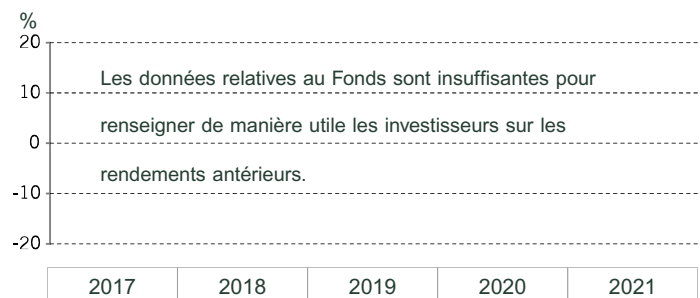 %
20
Les données relatives au Fonds sont insuffisantes pour
10
renseigner de manière utile les investisseurs sur les
0
rendements antérieurs.
-10
-20
2017 2018 2019 2020 2021